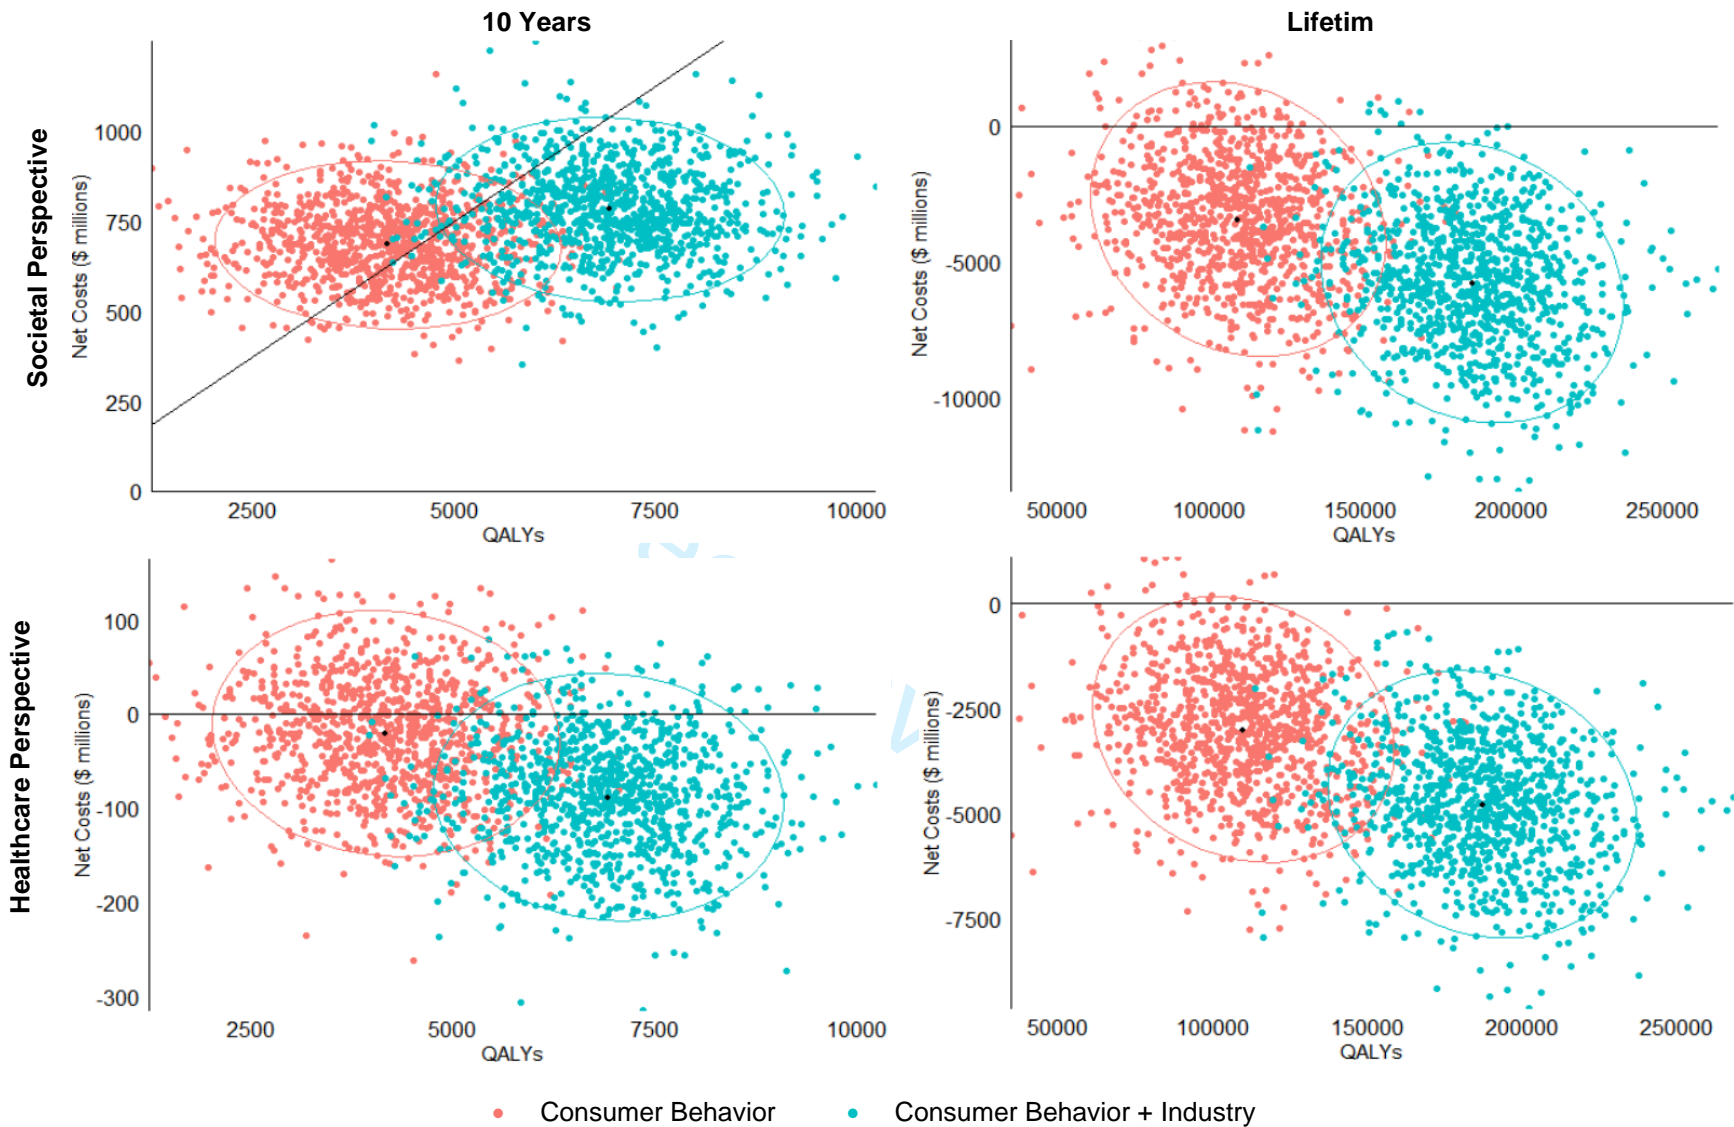 10 Years
Lifetim
Societal Perspective
Net Costs ($ millions)
1000
750
500
250
0
2500 5000 7500 10000
QALYs
Net Costs ($ millions)
0
-5000
-10000
50000 100000 150000 200000 250000
QALYs
Healthcare Perspective
Net Costs ($ millions)
100
0
-100
-200
-300
2500 5000 7500 10000
QALYs
Net Costs ($ millions)
0
-2500
-5000
-7500
50000 100000 150000 200000 250000
QALYs
Consumer Behavior
Consumer Behavior + Industry